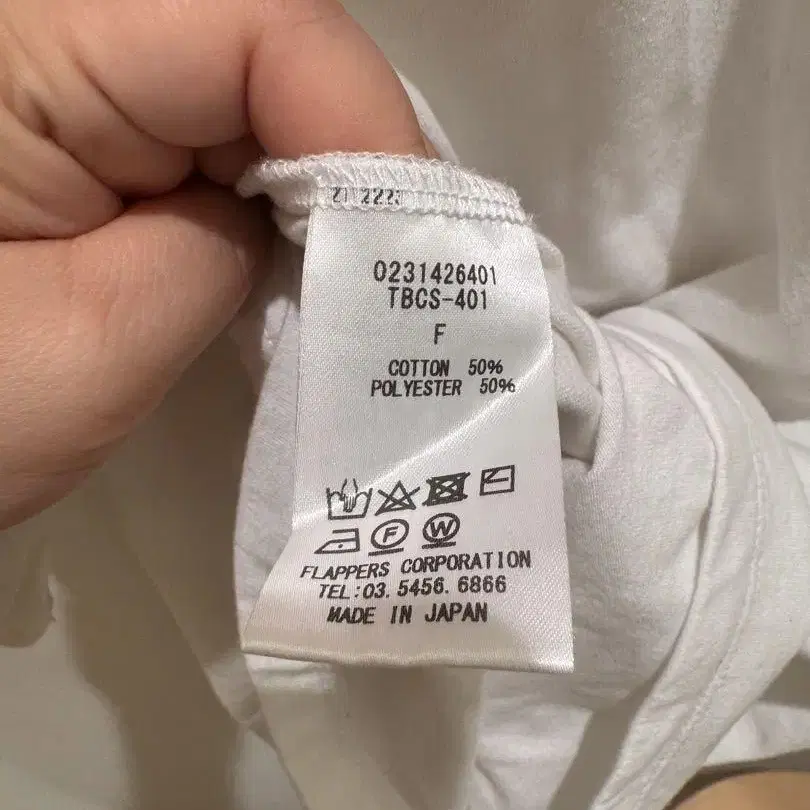 0231426401
TBCS-401
F
COTTON 50%
POLYESTER 50%
F W
FLAPPERS CORPORATION
TEL:03.5456.6866
MADE IN JAPAN